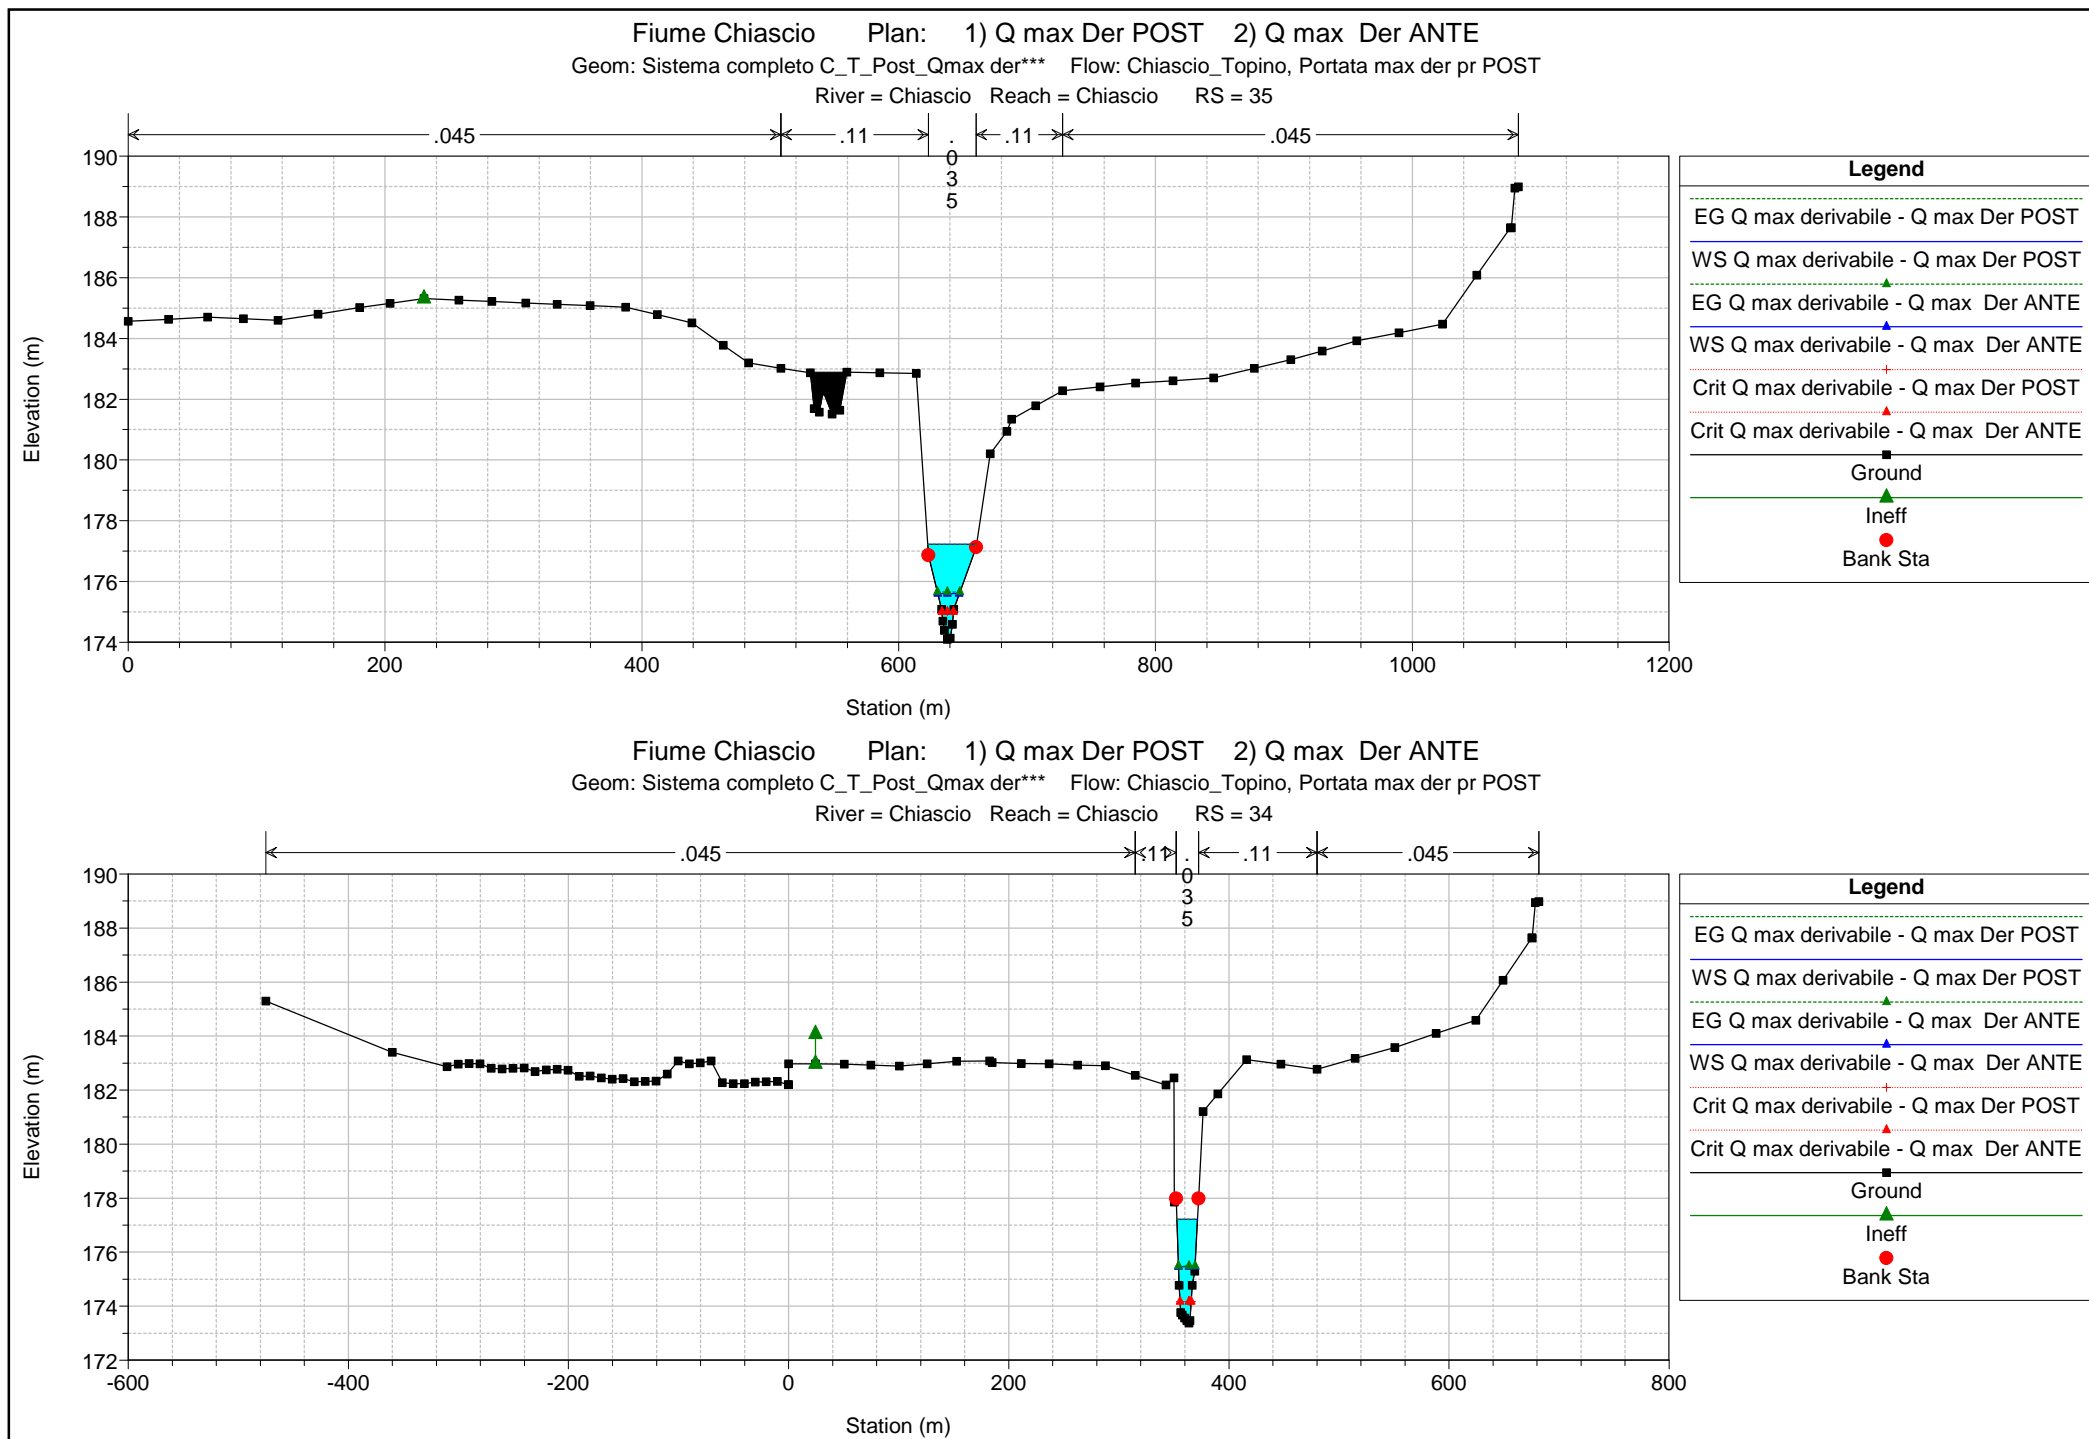 Fiume Chiascio Plan: 1) Q max Der POST 2) Q max Der ANTE
Geom: Sistema completo C_T_Post_Qmax der*** Flow: Chiascio_Topino, Portata max der pr POST
River = Chiascio Reach = Chiascio RS = 35
.045 .11 .035 .11 .045
190
188
186
184
182
180
178
176
174
Elevation (m)
0 200 400 600 800 1000 1200
Station (m)
Legend
EG Q max derivabile - Q max Der POST
WS Q max derivabile - Q max Der POST
EG Q max derivabile - Q max Der ANTE
WS Q max derivabile - Q max Der ANTE
Crit Q max derivabile - Q max Der POST
Crit Q max derivabile - Q max Der ANTE
Ground
Ineff
Bank Sta
Fiume Chiascio Plan: 1) Q max Der POST 2) Q max Der ANTE
Geom: Sistema completo C_T_Post_Qmax der*** Flow: Chiascio_Topino, Portata max der pr POST
River = Chiascio Reach = Chiascio RS = 34
.045 .11 .035 .11 .045
190
188
186
184
182
180
178
176
174
172
Elevation (m)
-600 -400 -200 0 200 400 600 800
Station (m)
Legend
EG Q max derivabile - Q max Der POST
WS Q max derivabile - Q max Der POST
EG Q max derivabile - Q max Der ANTE
WS Q max derivabile - Q max Der ANTE
Crit Q max derivabile - Q max Der POST
Crit Q max derivabile - Q max Der ANTE
Ground
Ineff
Bank Sta